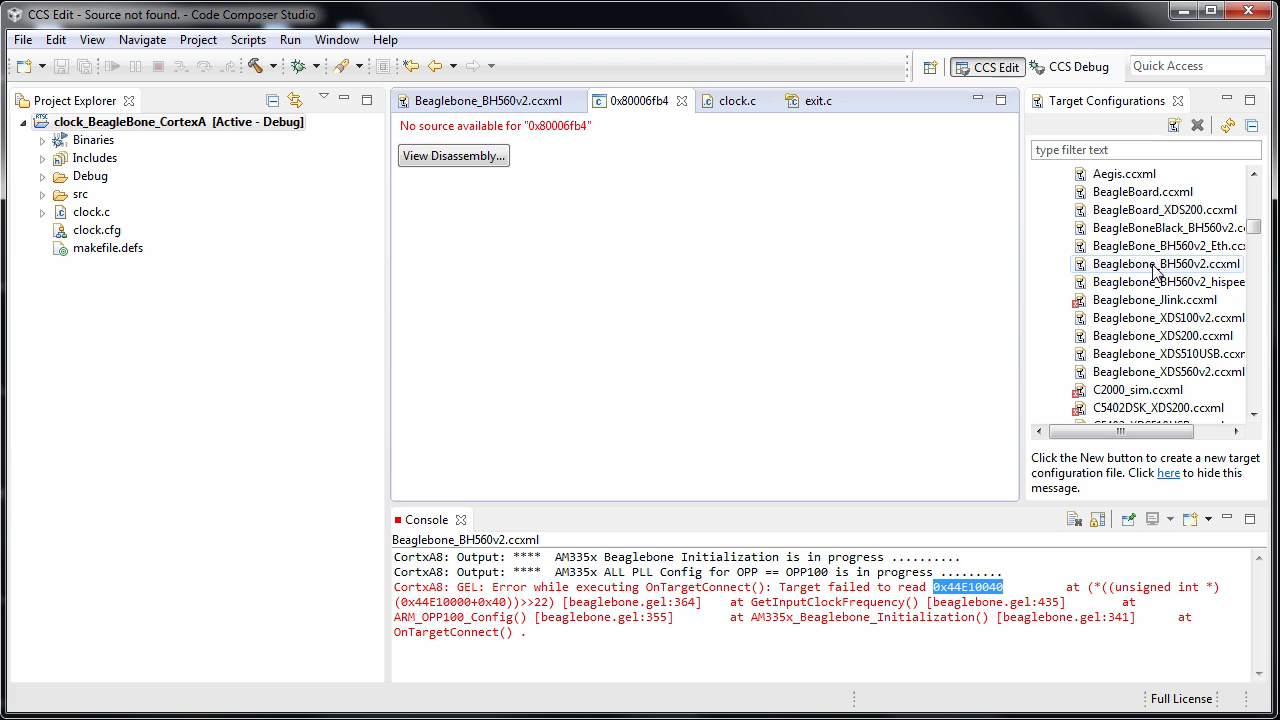 CCS Edit - Source not found. - Code Composer Studio
File Edit View Navigate Project Scripts Run Window Help
CCS Edit CCS Debug Quick Access
Project Explorer
clock_BeagleBone_CortexA [Active - Debug]
Binaries
Includes
Debug
src
clock.c
clock.cfg
makefile.defs
Beaglebone_BH560v2.ccxml 0x80006fb4 clock.c exit.c
No source available for "0x80006fb4"
View Disassembly...
Target Configurations
type filter text
Aegis.ccxml
BeagleBoard.ccxml
BeagleBoard_XDS200.ccxml
BeagleBoneBlack_BH560v2.cc
BeagleBone_BH560v2_Eth.ccx
Beaglebone_BH560v2.ccxml
Beaglebone_BH560v2_hispee
Beaglebone_Jlink.ccxml
Beaglebone_XDS100v2.ccxml
Beaglebone_XDS200.ccxml
Beaglebone_XDS510USB.ccxm
Beaglebone_XDS560v2.ccxml
C2000_sim.ccxml
C5402DSK_XDS200.ccxml
Click the New button to create a new target
configuration file. Click here to hide this
message.
Console
Beaglebone_BH560v2.ccxml
CortxA8: Output: **** AM335x Beaglebone Initialization is in progress ..........
CortxA8: Output: **** AM335x ALL PLL Config for OPP == OPP100 is in progress .........
CortxA8: GEL: Error while executing OnTargetConnect(): Target failed to read 0x44E10040 at (*((unsigned int *)
(0x44E10000+0x40))>>22) [beaglebone.gel:364] at GetInputClockFrequency() [beaglebone.gel:435] at
ARM_OPP100_Config() [beaglebone.gel:355] at AM335x_Beaglebone_Initialization() [beaglebone.gel:341] at
OnTargetConnect() .
Full License